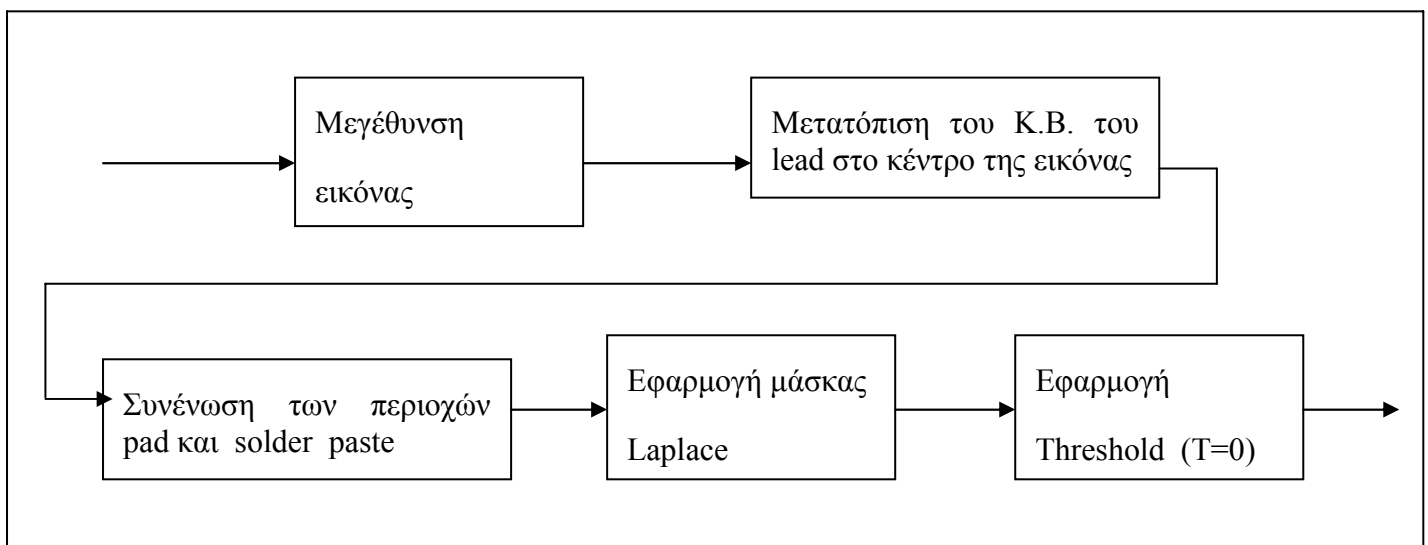 Μεγέθυνση
εικόνας
Μετατόπιση του Κ.Β. του
lead στο κέντρο της εικόνας
Συνένωση των περιοχών
pad και solder paste
Εφαρμογή μάσκας
Laplace
Εφαρμογή
Threshold (T=0)